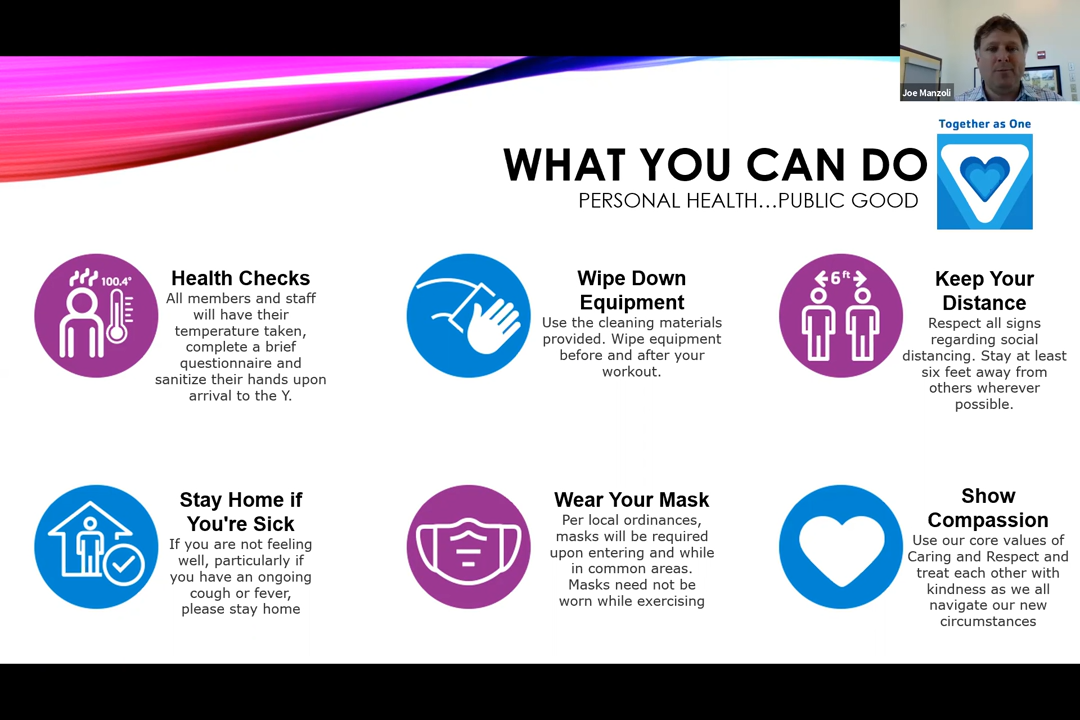 Joe Manzoli
Together as One
WHAT YOU CAN DO
PERSONAL HEALTH...PUBLIC GOOD
100.4°
Health Checks
All members and staff
will have their
temperature taken,
complete a brief
questionnaire and
sanitize their hands upon
arrival to the Y.
Wipe Down
Equipment
Use the cleaning materials
provided. Wipe equipment
before and after your
workout.
6ft
Keep Your
Distance
Respect all signs
regarding social
distancing. Stay at least
six feet away from
others wherever
possible.
Stay Home if
You're Sick
If you are not feeling
well, particularly if
you have an ongoing
cough or fever,
please stay home
Wear Your Mask
Per local ordinances,
masks will be required
upon entering and while
in common areas.
Masks need not be
worn while exercising
Show
Compassion
Use our core values of
Caring and Respect and
treat each other with
kindness as we all
navigate our new
circumstances